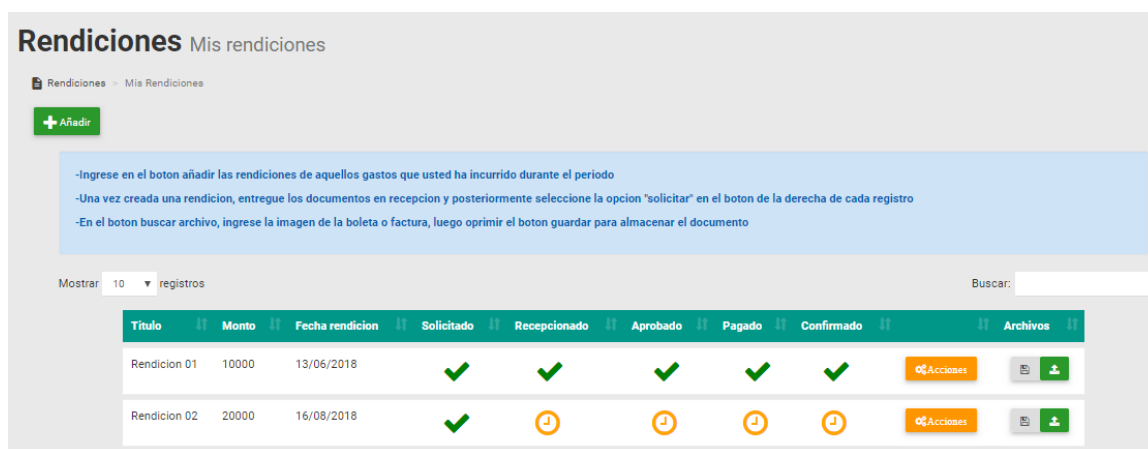 Rendiciones Mis rendiciones
Rendiciones > Mis Rendiciones
Añadir
-Ingrese en el boton añadir las rendiciones de aquellos gastos que usted ha incurrido durante el periodo
-Una vez creada una rendicion, entregue los documentos en recepcion y posteriormente seleccione la opcion "solicitar" en el boton de la derecha de cada registro
-En el boton buscar archivo, ingrese la imagen de la boleta o factura, luego oprimir el boton guardar para almacenar el documento
Mostrar 10 registros Buscar:
Titulo Monto Fecha rendicion Solicitado Recepcionado Aprobado Pagado Confirmado Archivos
Rendicion 01 10000 13/06/2018 Acciones
Rendicion 02 20000 16/08/2018 Acciones